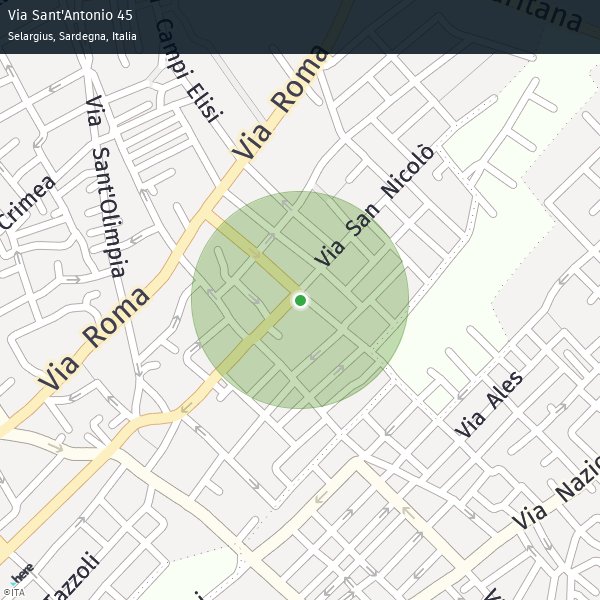 Via Sant'Antonio 45
Selargius, Sardegna, Italia
Campi Elisi
Via Roma
Via Sant'Olimpia
Crimea
Via San Nicolò
Via Roma
Via Ales
Via Nazio
Tazzoli
here
©ITA